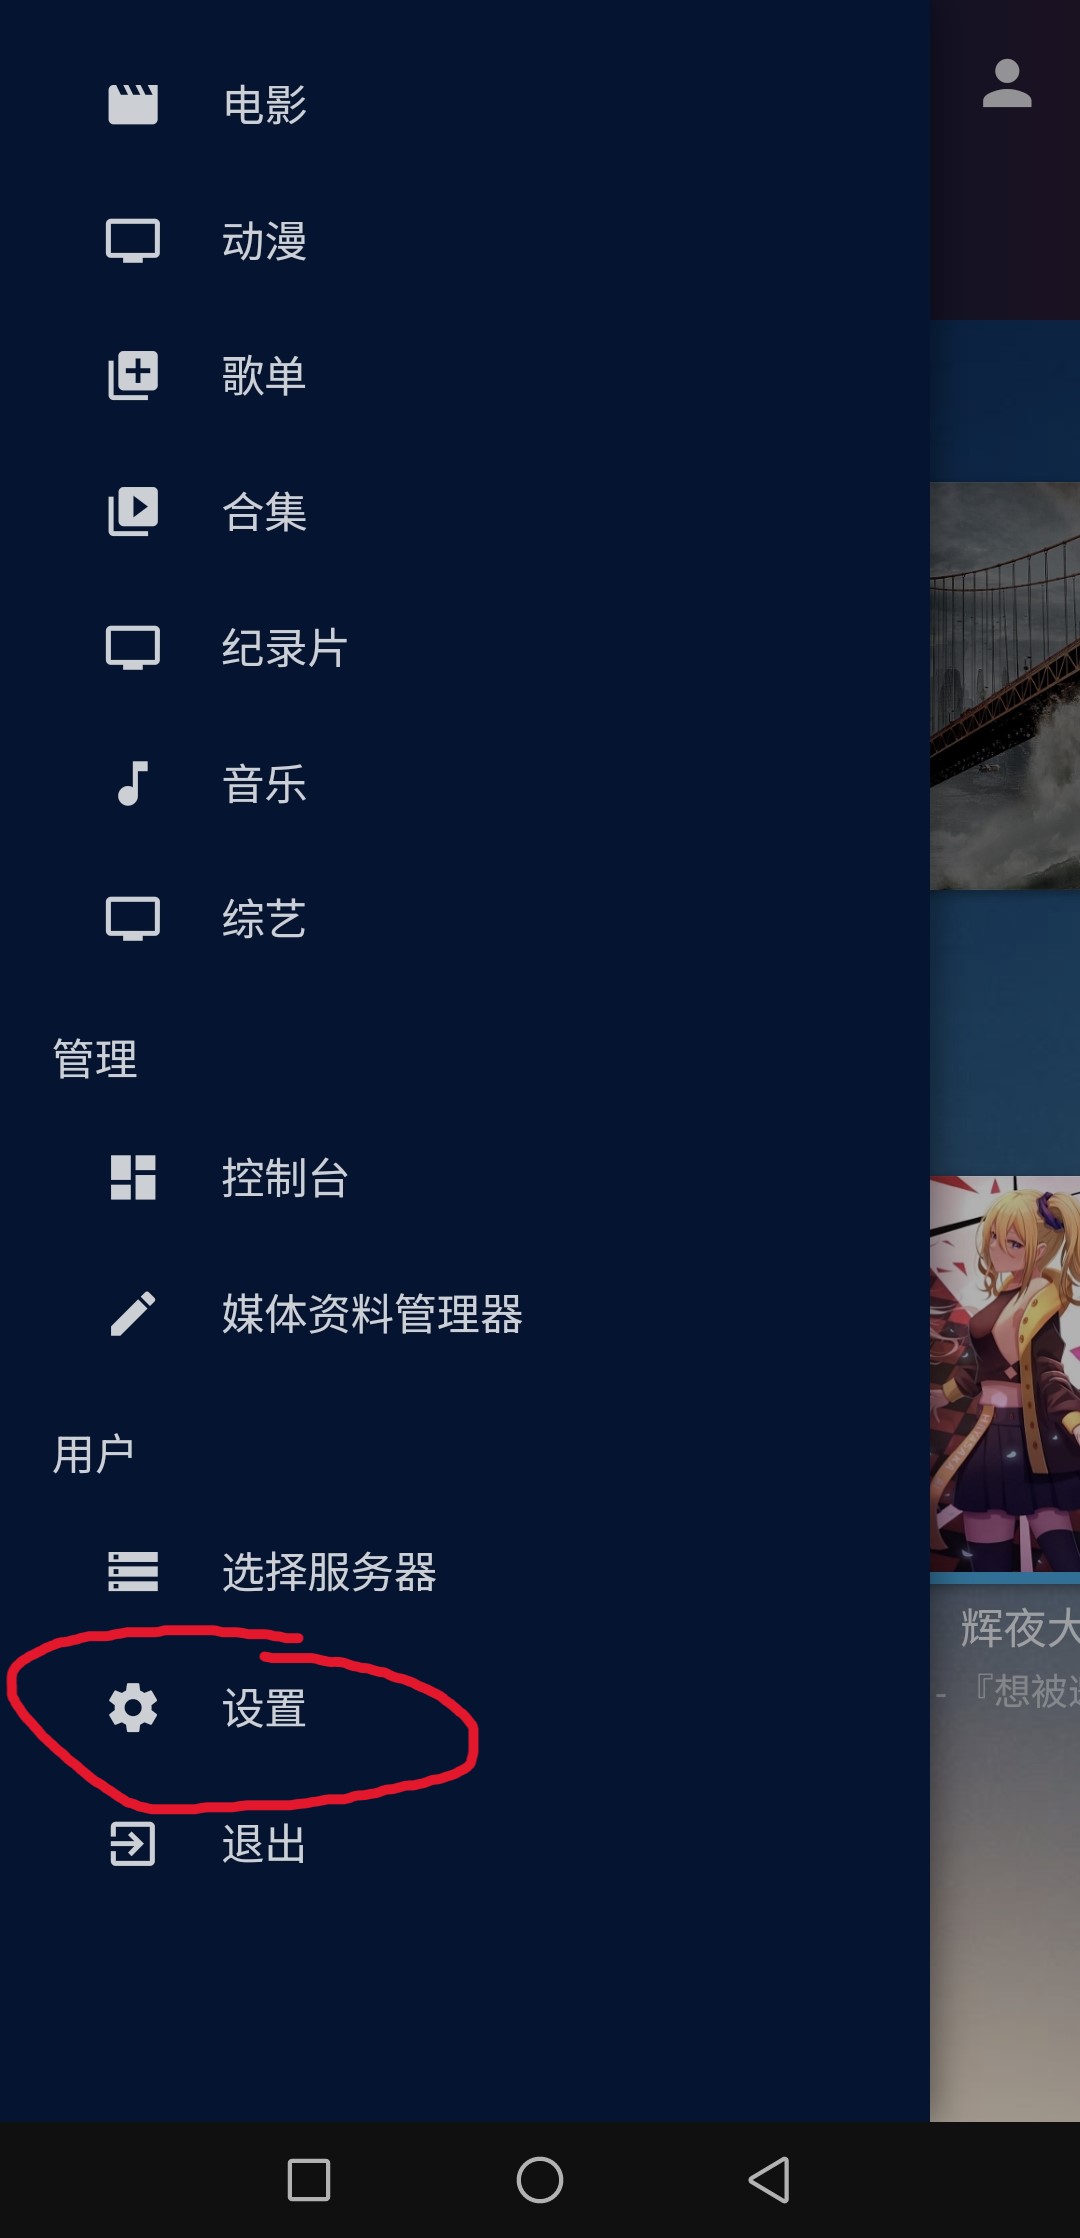 电影
动漫
歌单
合集
纪录片
音乐
综艺
管理
控制台
媒体资料管理器
用户
选择服务器
设置
退出
辉夜大
- 『想被